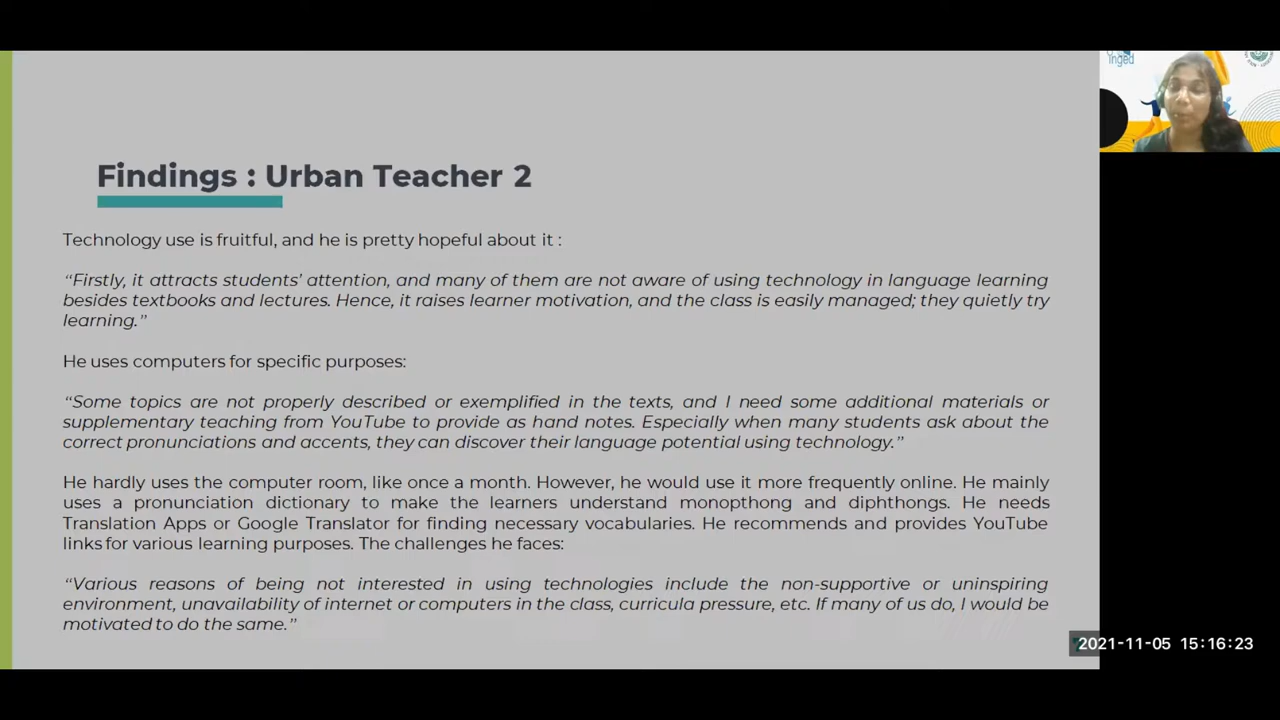 inged
Findings : Urban Teacher 2
Technology use is fruitful, and he is pretty hopeful about it :
“Firstly, it attracts students’ attention, and many of them are not aware of using technology in language learning
besides textbooks and lectures. Hence, it raises learner motivation, and the class is easily managed; they quietly try
learning.”
He uses computers for specific purposes:
“Some topics are not properly described or exemplified in the texts, and I need some additional materials or
supplementary teaching from YouTube to provide as hand notes. Especially when many students ask about the
correct pronunciations and accents, they can discover their language potential using technology.”
He hardly uses the computer room, like once a month. However, he would use it more frequently online. He mainly
uses a pronunciation dictionary to make the learners understand monopthong and diphthongs. He needs
Translation Apps or Google Translator for finding necessary vocabularies. He recommends and provides YouTube
links for various learning purposes. The challenges he faces:
“Various reasons of being not interested in using technologies include the non-supportive or uninspiring
environment, unavailability of internet or computers in the class, curricula pressure, etc. If many of us do, I would be
motivated to do the same.”
2021-11-05 15:16:23